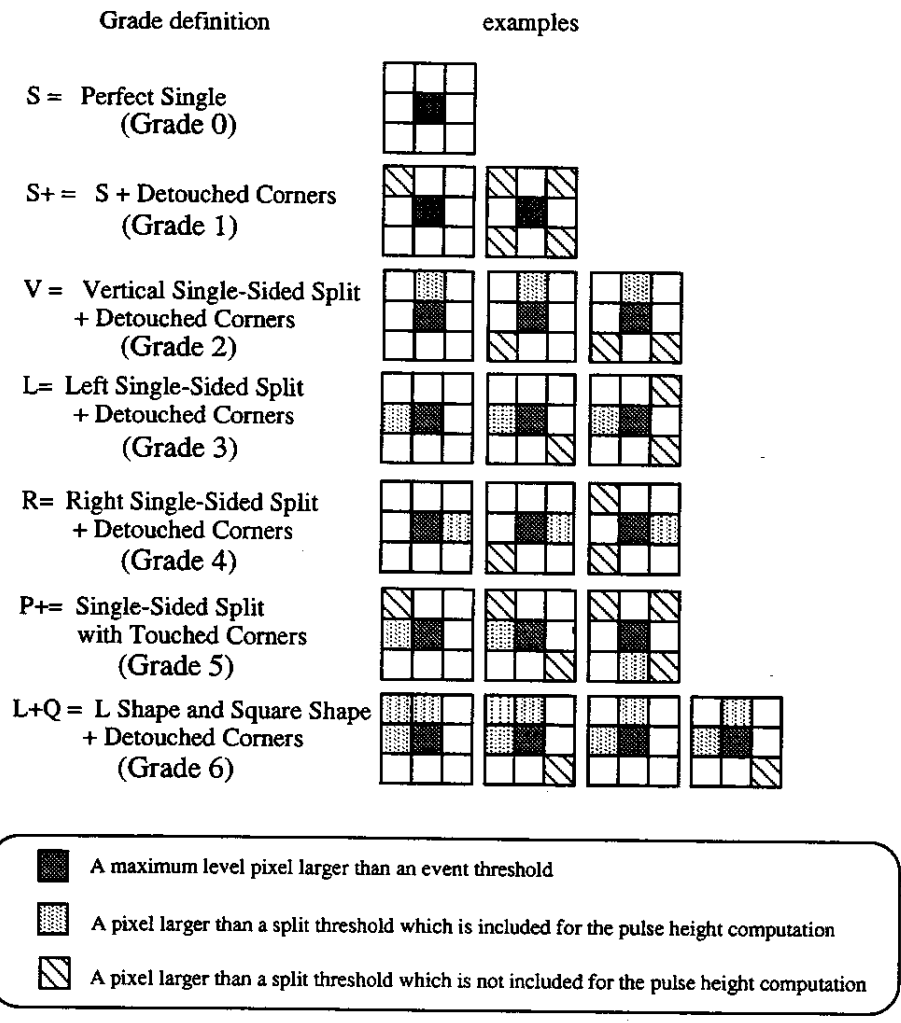 Grade definition
examples
S = Perfect Single
(Grade 0)
S+ = S + Detouched Corners
(Grade 1)
V = Vertical Single-Sided Split
+ Detouched Corners
(Grade 2)
L= Left Single-Sided Split
+ Detouched Corners
(Grade 3)
R= Right Single-Sided Split
+ Detouched Corners
(Grade 4)
P+= Single-Sided Split
with Touched Corners
(Grade 5)
L+Q = L Shape and Square Shape
+ Detouched Corners
(Grade 6)
A maximum level pixel larger than an event threshold
A pixel larger than a split threshold which is included for the pulse height computation
A pixel larger than a split threshold which is not included for the pulse height computation